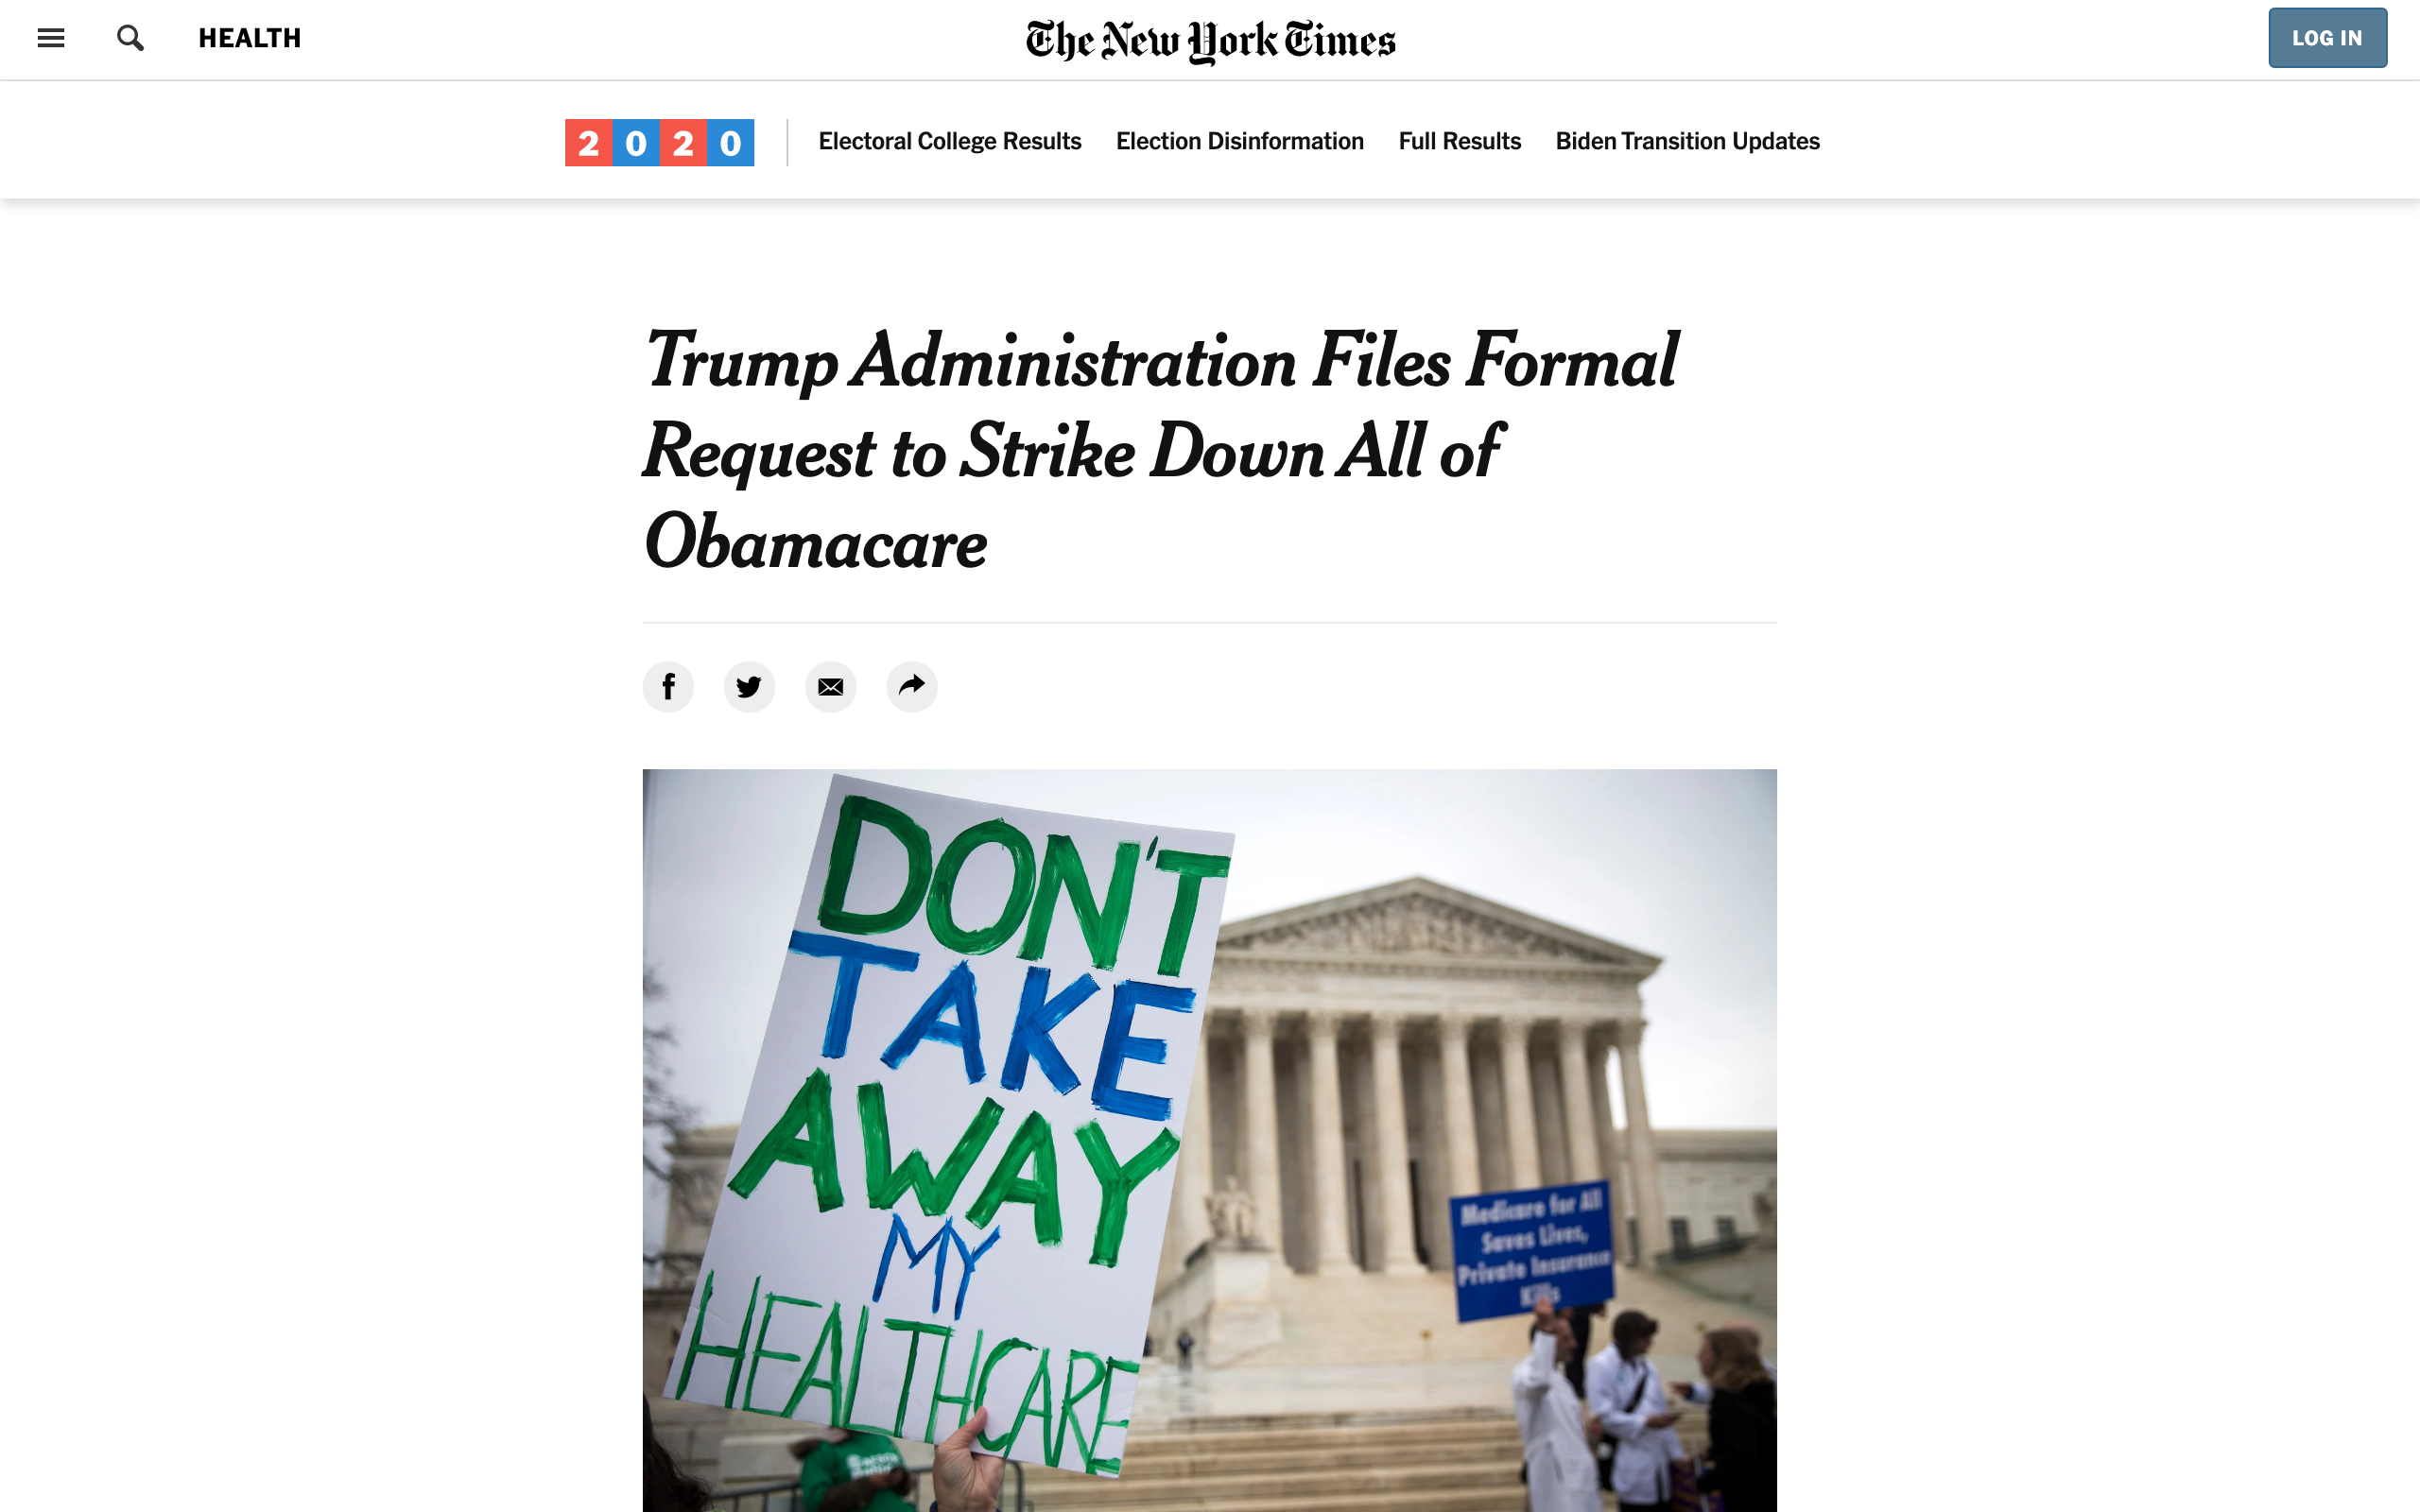 HEALTH
The New York Times
LOG IN
2020
Electoral College Results
Election Disinformation
Full Results
Biden Transition Updates
Trump Administration Files Formal
Request to Strike Down All of
Obamacare
DON'T
TAKE
AWAY
MY
HEALTHCARE
Medicare for All
Saves Lives,
Private Insurance
Kills